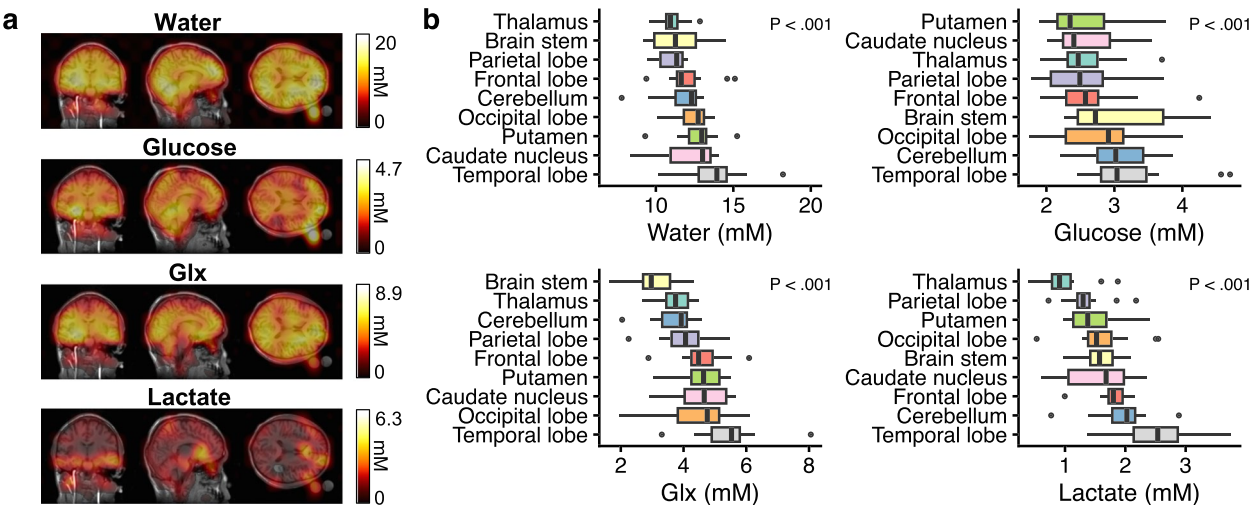 a
Water
20
mM
0
Glucose
4.7
mM
0
Glx
8.9
mM
0
Lactate
6.3
mM
0
b
Thalamus
Brain stem
Parietal lobe
Frontal lobe
Cerebellum
Occipital lobe
Putamen
Caudate nucleus
Temporal lobe
P < .001
10 15 20
Water (mM)
Putamen
Caudate nucleus
Thalamus
Parietal lobe
Frontal lobe
Brain stem
Occipital lobe
Cerebellum
Temporal lobe
P < .001
2 3 4
Glucose (mM)
Brain stem
Thalamus
Cerebellum
Parietal lobe
Frontal lobe
Putamen
Caudate nucleus
Occipital lobe
Temporal lobe
P < .001
2 4 6 8
Glx (mM)
Thalamus
Parietal lobe
Putamen
Occipital lobe
Brain stem
Caudate nucleus
Frontal lobe
Cerebellum
Temporal lobe
P < .001
1 2 3
Lactate (mM)